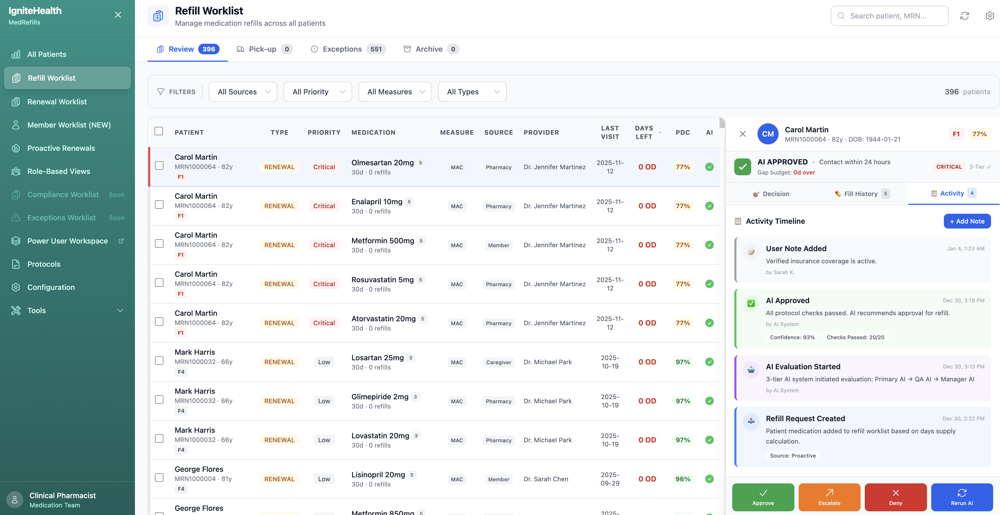 IgniteHealth
MedRefills
All Patients
Refill Worklist
Renewal Worklist
Member Worklist (NEW)
Proactive Renewals
Role-Based Views
Compliance Worklist Soon
Exceptions Worklist Soon
Power User Workspace
Protocols
Configuration
Tools
Clinical Pharmacist
Medication Team
Refill Worklist
Manage medication refills across all patients
Search patient, MRN...
Review 396 Pick-up 0 Exceptions 551 Archive 0
FILTERS All Sources All Priority All Measures All Types 396 patients
PATIENT TYPE PRIORITY MEDICATION MEASURE SOURCE PROVIDER LAST VISIT DAYS LEFT PDC AI
Carol Martin
MRN1000064 · 82y
F1
RENEWAL Critical
Olmesartan 20mg 5
30d · 0 refills
MAC Pharmacy Dr. Jennifer Martinez
2025-11-
12
0 OD 77%
Carol Martin
MRN1000064 · 82y
F1
RENEWAL Critical
Enalapril 10mg 5
30d · 0 refills
MAC Pharmacy Dr. Jennifer Martinez
2025-11-
12
0 OD 77%
Carol Martin
MRN1000064 · 82y
F1
RENEWAL Critical
Metformin 500mg 5
30d · 0 refills
MAC Member Dr. Jennifer Martinez
2025-11-
12
0 OD 77%
Carol Martin
MRN1000064 · 82y
F1
RENEWAL Critical
Rosuvastatin 5mg 5
30d · 0 refills
MAC Pharmacy Dr. Jennifer Martinez
2025-11-
12
0 OD 77%
Carol Martin
MRN1000064 · 82y
F1
RENEWAL Critical
Atorvastatin 20mg 5
30d · 0 refills
MAC Pharmacy Dr. Jennifer Martinez
2025-11-
12
0 OD 77%
Mark Harris
MRN1000032 · 66y
F4
RENEWAL Low
Losartan 25mg 3
30d · 0 refills
MAC Caregiver Dr. Michael Park
2025-
10-19
0 OD 97%
Mark Harris
MRN1000032 · 66y
F4
RENEWAL Low
Glimepiride 2mg 3
30d · 0 refills
MAC Pharmacy Dr. Michael Park
2025-
10-19
0 OD 97%
Mark Harris
MRN1000032 · 66y
F4
RENEWAL Low
Lovastatin 20mg 3
30d · 0 refills
MAC Pharmacy Dr. Michael Park
2025-
10-19
0 OD 97%
George Flores
MRN1000004 · 81y
F4
RENEWAL Low
Lisinopril 20mg 5
30d · 0 refills
MAC Member Dr. Sarah Chen
2025-
09-29
0 OD 96%
George Flores
Metformin 850mg 5
2025-
CM
Carol Martin
MRN1000064 · 82y · DOB: 1944-01-21
F1 77%
AI APPROVED · Contact within 24 hours
Gap budget: 0d over
CRITICAL 3-Tier ✓
Decision Fill History 5 Activity 4
Activity Timeline
+ Add Note
User Note Added Jan 4, 1:22 AM
Verified insurance coverage is active.
by Sarah K.
AI Approved Dec 30, 3:19 PM
All protocol checks passed. AI recommends approval for refill.
by AI System
Confidence: 93% Checks Passed: 20/20
AI Evaluation Started Dec 30, 3:13 PM
3-tier AI system initiated evaluation: Primary AI → QA AI → Manager AI
by AI System
Refill Request Created Dec 30, 2:22 PM
Patient medication added to refill worklist based on days supply
calculation.
Source: Proactive
Approve Escalate Deny Rerun AI